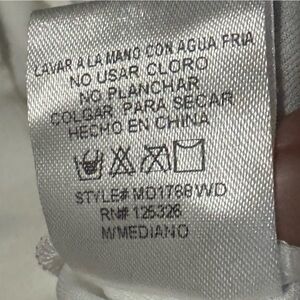 LAVAR A LA MANO CON AGUA FRIA
NO USAR CLORO
NO PLANCHAR
COLGAR PARA SECAR
HECHO EN CHINA
STYLE# MD1788WD
RN# 125326
M/MEDIANO